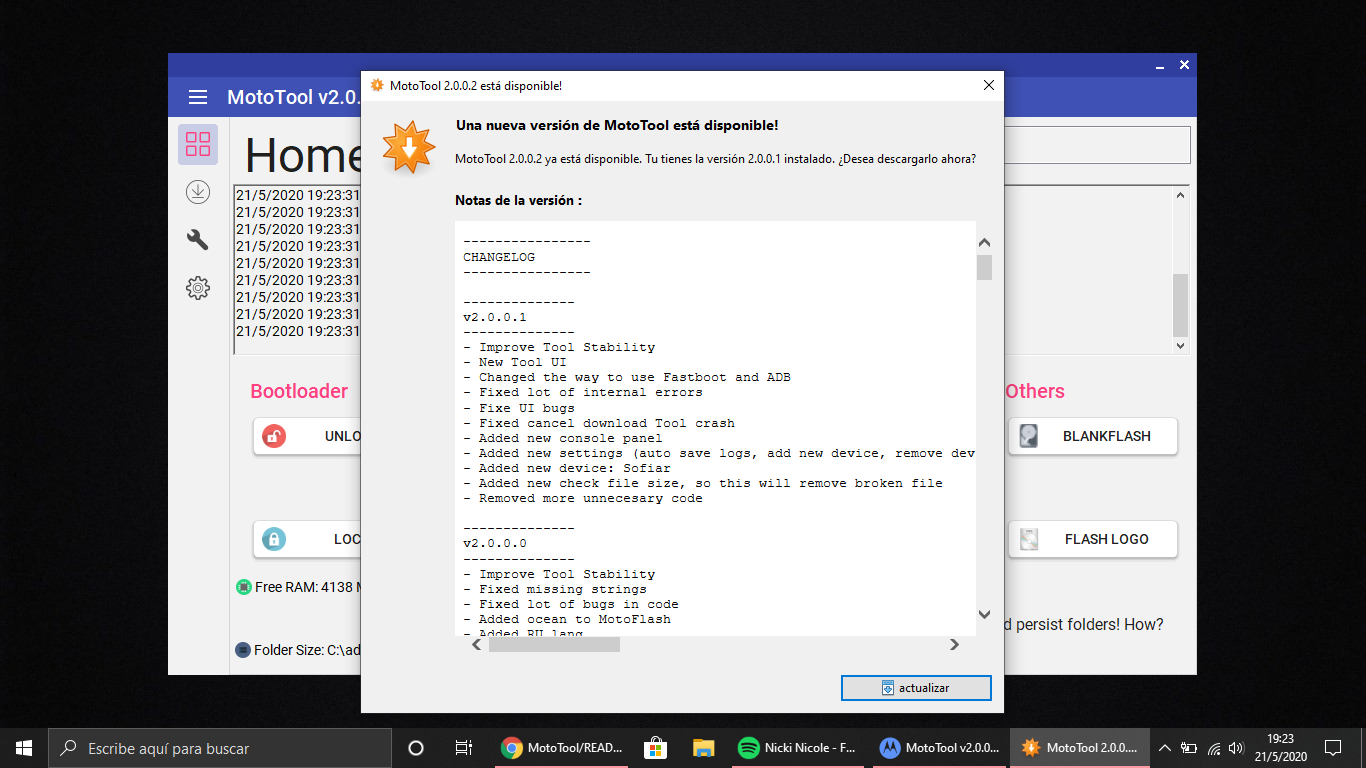 MotoTool 2.0.0.2 está disponible!
MotoTool v2.0.
Una nueva versión de MotoTool está disponible!
MotoTool 2.0.0.2 ya está disponible. Tu tienes la versión 2.0.0.1 instalado. ¿Desea descargarlo ahora?
Notas de la versión :
Home
21/5/2020 19:23:31
21/5/2020 19:23:31
21/5/2020 19:23:31
21/5/2020 19:23:31
21/5/2020 19:23:31
21/5/2020 19:23:31
21/5/2020 19:23:31
21/5/2020 19:23:31
21/5/2020 19:23:31
----------------
CHANGELOG
----------------
--------------
v2.0.0.1
--------------
- Improve Tool Stability
- New Tool UI
- Changed the way to use Fastboot and ADB
- Fixed lot of internal errors
- Fixe UI bugs
- Fixed cancel download Tool crash
- Added new console panel
- Added new settings (auto save logs, add new device, remove dev
- Added new device: Sofiar
- Added new check file size, so this will remove broken file
- Removed more unnecesary code
--------------
v2.0.0.0
--------------
- Improve Tool Stability
- Fixed missing strings
- Fixed lot of bugs in code
- Added ocean to MotoFlash
- Added RU lang
actualizar
Bootloader
UNLO
LOC
Free RAM: 4138 M
Folder Size: C:\ad
Others
BLANKFLASH
FLASH LOGO
d persist folders! How?
Escribe aquí para buscar
MotoTool/READ...
Nicki Nicole - F...
MotoTool v2.0.0...
MotoTool 2.0.0....
19:23
21/5/2020